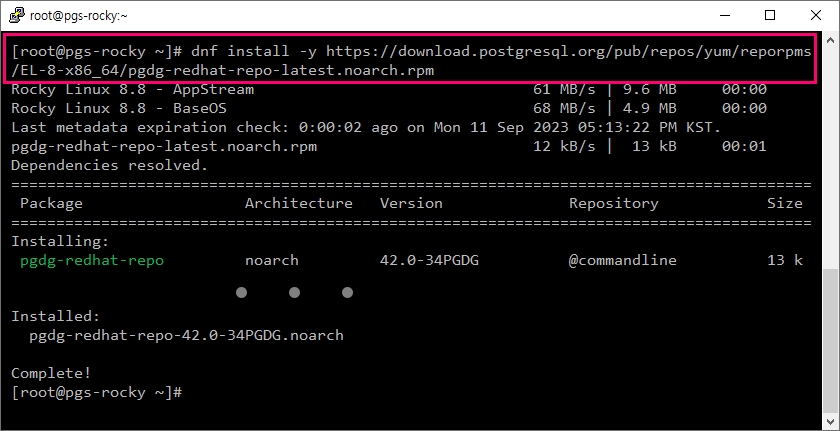 root@pgs-rocky:~
[root@pgs-rocky ~]# dnf install -y https://download.postgresql.org/pub/repos/yum/reporpms
/EL-8-x86_64/pgdg-redhat-repo-latest.noarch.rpm
Rocky Linux 8.8 - AppStream 61 MB/s | 9.6 MB 00:00
Rocky Linux 8.8 - BaseOS 68 MB/s | 4.9 MB 00:00
Last metadata expiration check: 0:00:02 ago on Mon 11 Sep 2023 05:13:22 PM KST.
pgdg-redhat-repo-latest.noarch.rpm 12 kB/s | 13 kB 00:01
Dependencies resolved.
=========================================================================================
Package Architecture Version Repository Size
=========================================================================================
Installing:
pgdg-redhat-repo noarch 42.0-34PGDG @commandline 13 k
Installed:
pgdg-redhat-repo-42.0-34PGDG.noarch
Complete!
[root@pgs-rocky ~]#